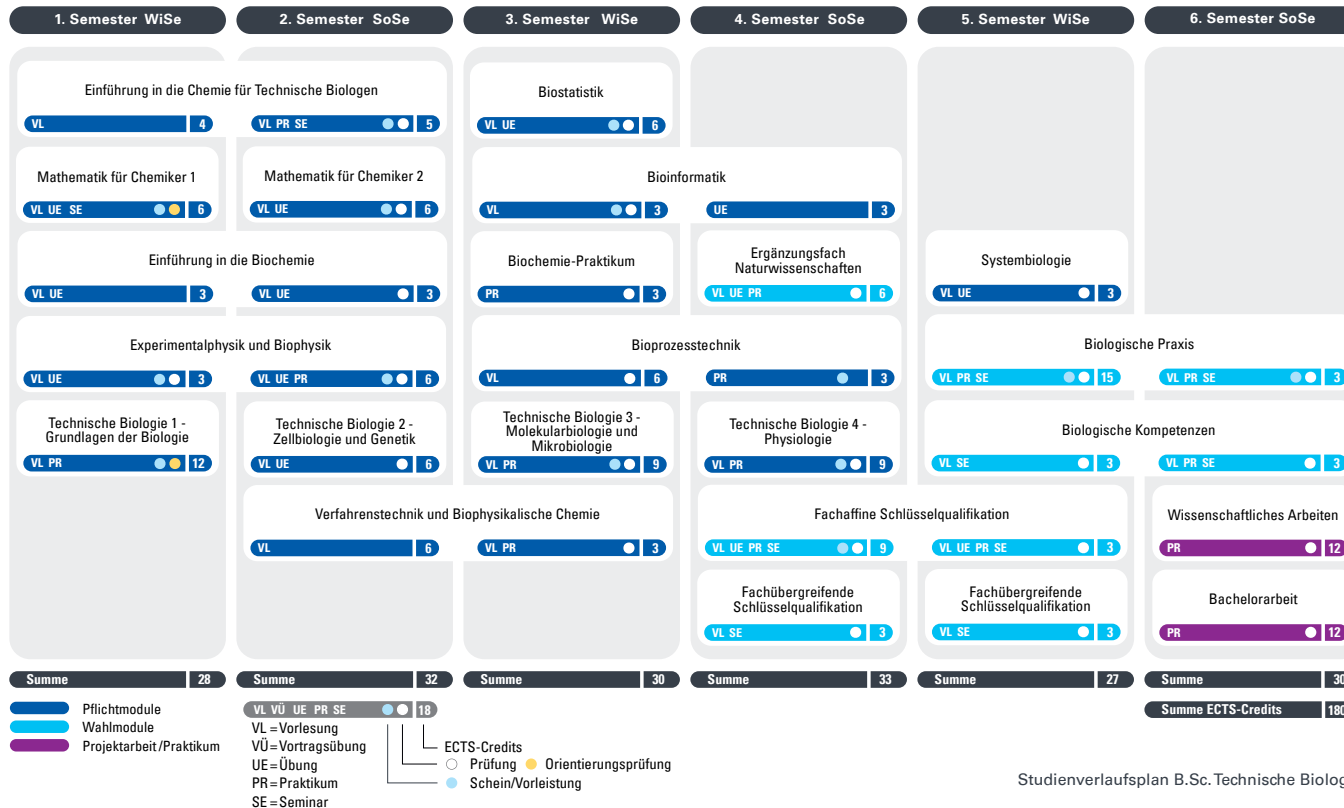 1. Semester WiSe
2. Semester SoSe
3. Semester WiSe
4. Semester SoSe
5. Semester WiSe
6. Semester SoSe
Einführung in die Chemie für Technische Biologen
Biostatistik
VL 4
VL PR SE 5
VL UE 6
Mathematik für Chemiker 1
Mathematik für Chemiker 2
Bioinformatik
VL UE SE 6
VL UE 6
VL 3
UE 3
Einführung in die Biochemie
Biochemie-Praktikum
Ergänzungsfach
Naturwissenschaften
Systembiologie
VL UE 3
VL UE 3
PR 3
VL UE PR 6
VL UE 3
Experimentalphysik und Biophysik
Bioprozesstechnik
Biologische Praxis
VL UE 3
VL UE PR 6
VL 6
PR 3
VL PR SE 15
VL PR SE 3
Technische Biologie 1 -
Grundlagen der Biologie
Technische Biologie 2 -
Zellbiologie und Genetik
Technische Biologie 3 -
Molekularbiologie und
Mikrobiologie
Technische Biologie 4 -
Physiologie
Biologische Kompetenzen
VL PR 12
VL UE 6
VL PR 9
VL PR 9
VL SE 3
VL PR SE 3
Verfahrenstechnik und Biophysikalische Chemie
Fachaffine Schlüsselqualifikation
Wissenschaftliches Arbeiten
VL 6
VL PR 3
VL UE PR SE 9
VL UE PR SE 3
PR 12
Fachübergreifende
Schlüsselqualifikation
Fachübergreifende
Schlüsselqualifikation
Bachelorarbeit
VL SE 3
VL SE 3
PR 12
Summe 28
Summe 32
Summe 30
Summe 33
Summe 27
Summe 30
Pflichtmodule
Wahlmodule
Projektarbeit/Praktikum
VL VÜ UE PR SE 18
Summe ECTS-Credits 180
VL = Vorlesung
VÜ = Vortragsübung
UE = Übung
PR = Praktikum
SE = Seminar
ECTS-Credits
Prüfung
Orientierungsprüfung
Schein/Vorleistung
Studienverlaufsplan B.Sc. Technische Biolog